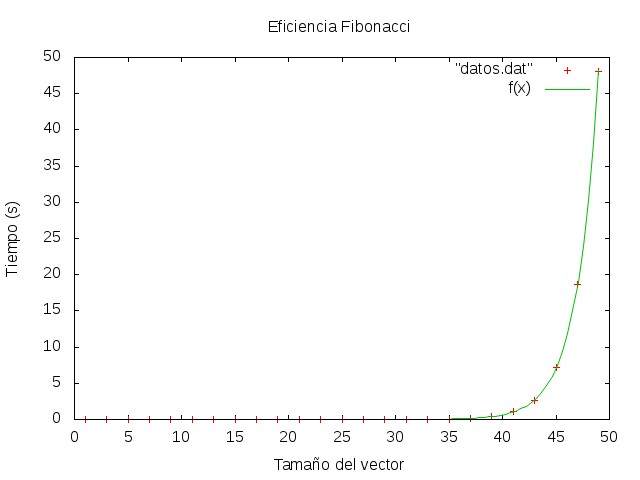 Eficiencia Fibonacci
50
45
40
35
30
25
20
15
10
5
0
"datos.dat"
f(x)
Tiempo (s)
0 5 10 15 20 25 30 35 40 45 50
Tamaño del vector